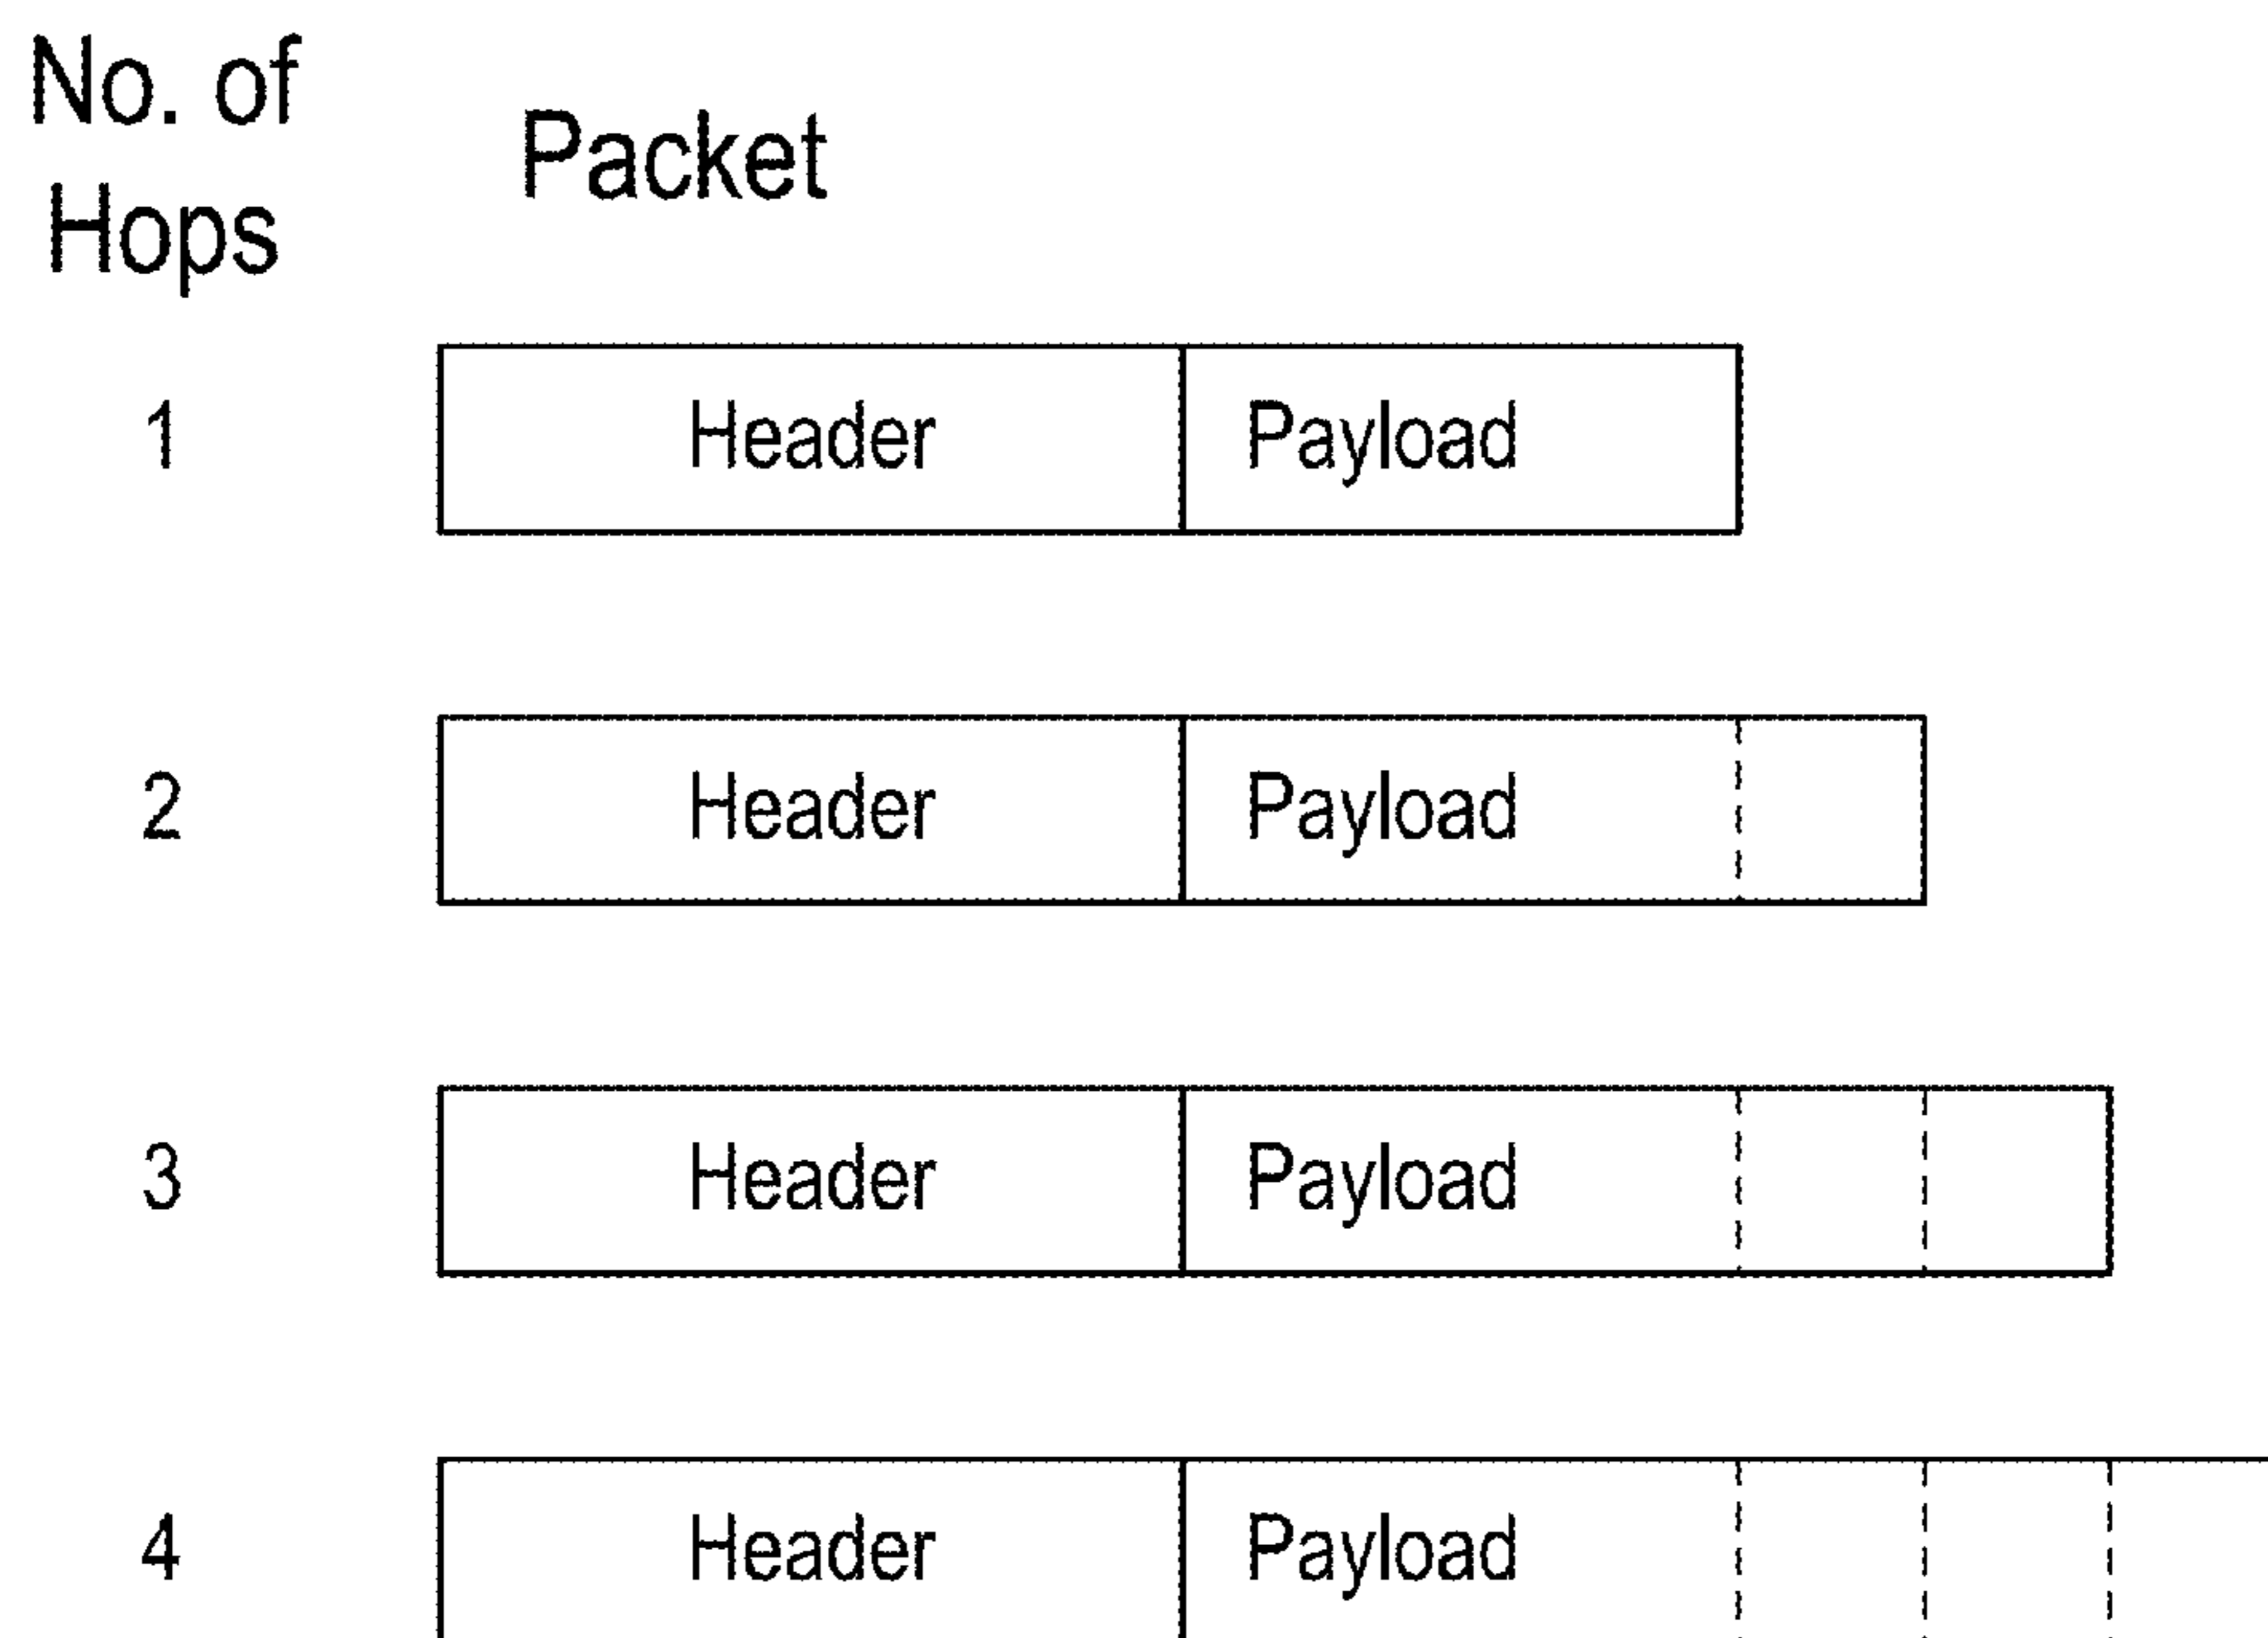 No. of
Hops
Packet
1 Header Payload
2 Header Payload
3 Header Payload
4 Header Payload